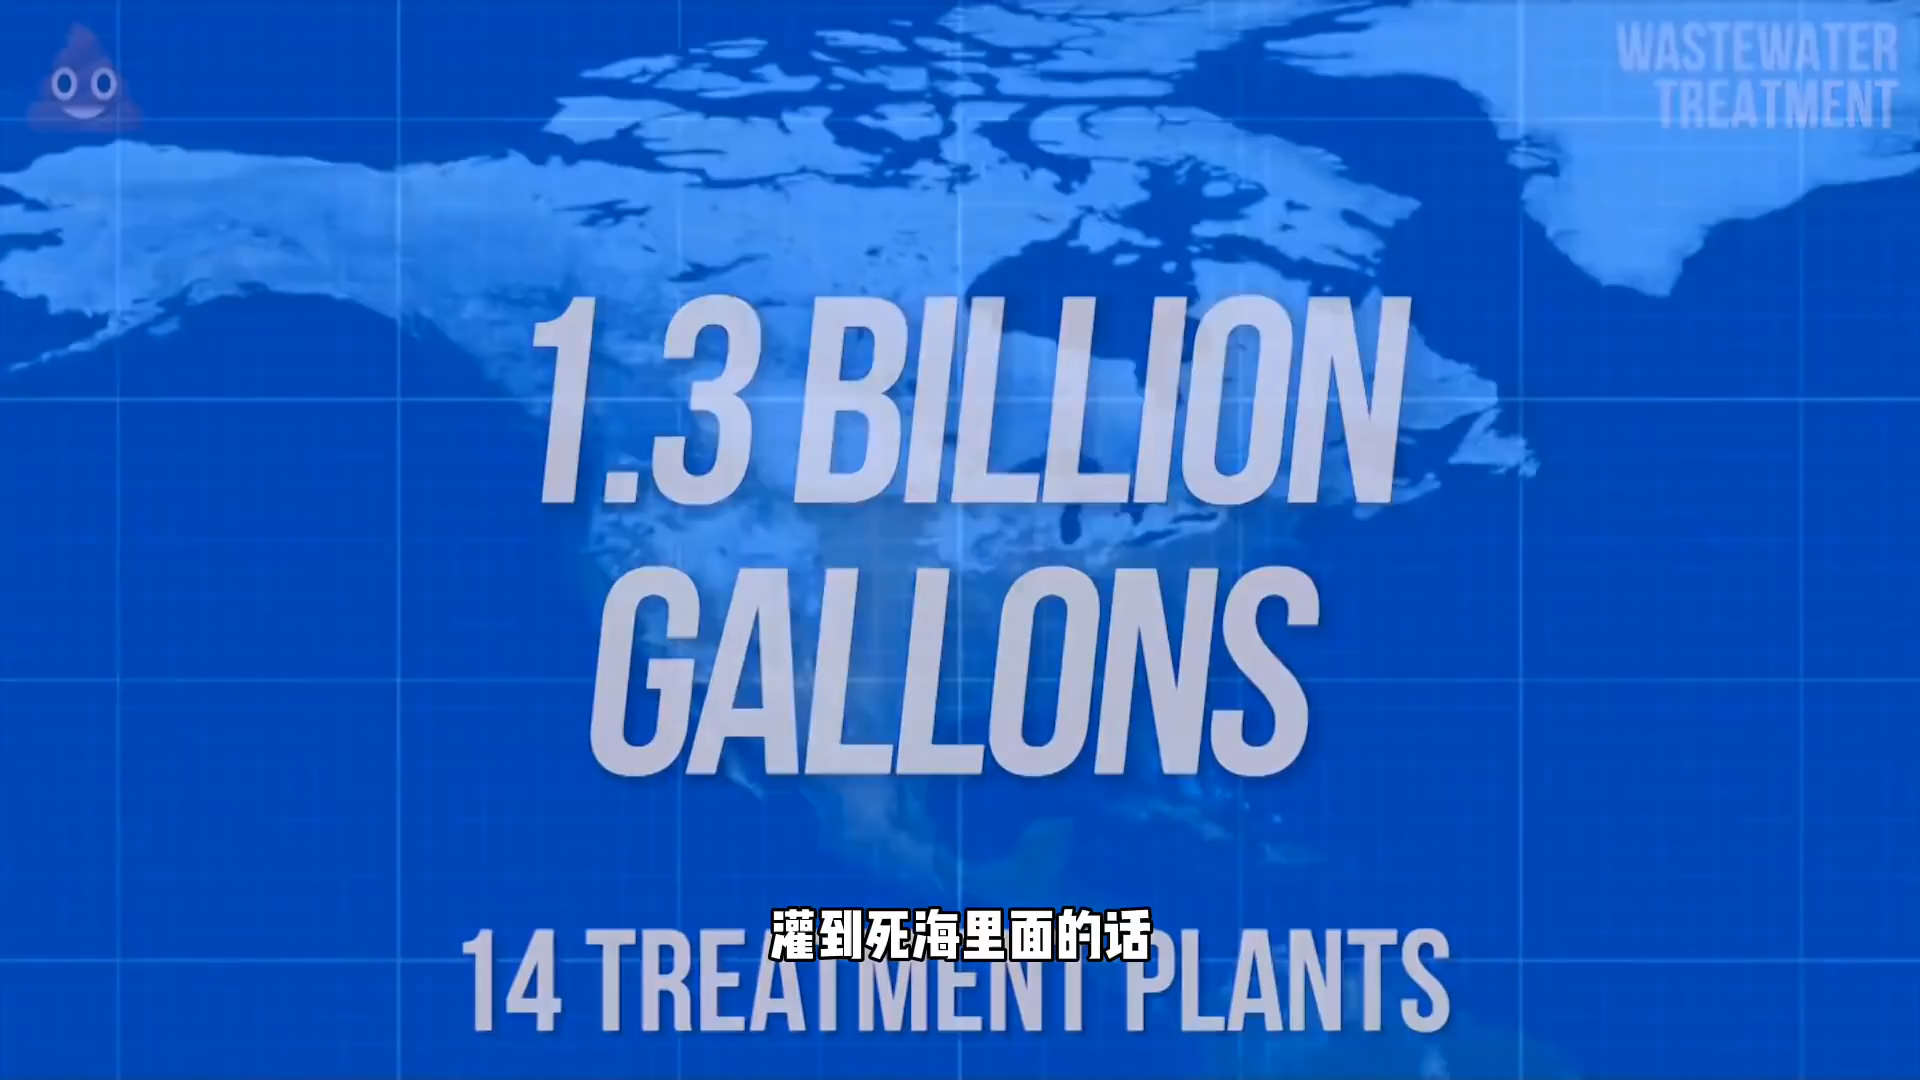 WASTEWATER
TREATMENT
1.3 BILLION
GALLONS
灌到死海里面的话
14 TREATMENT PLANTS